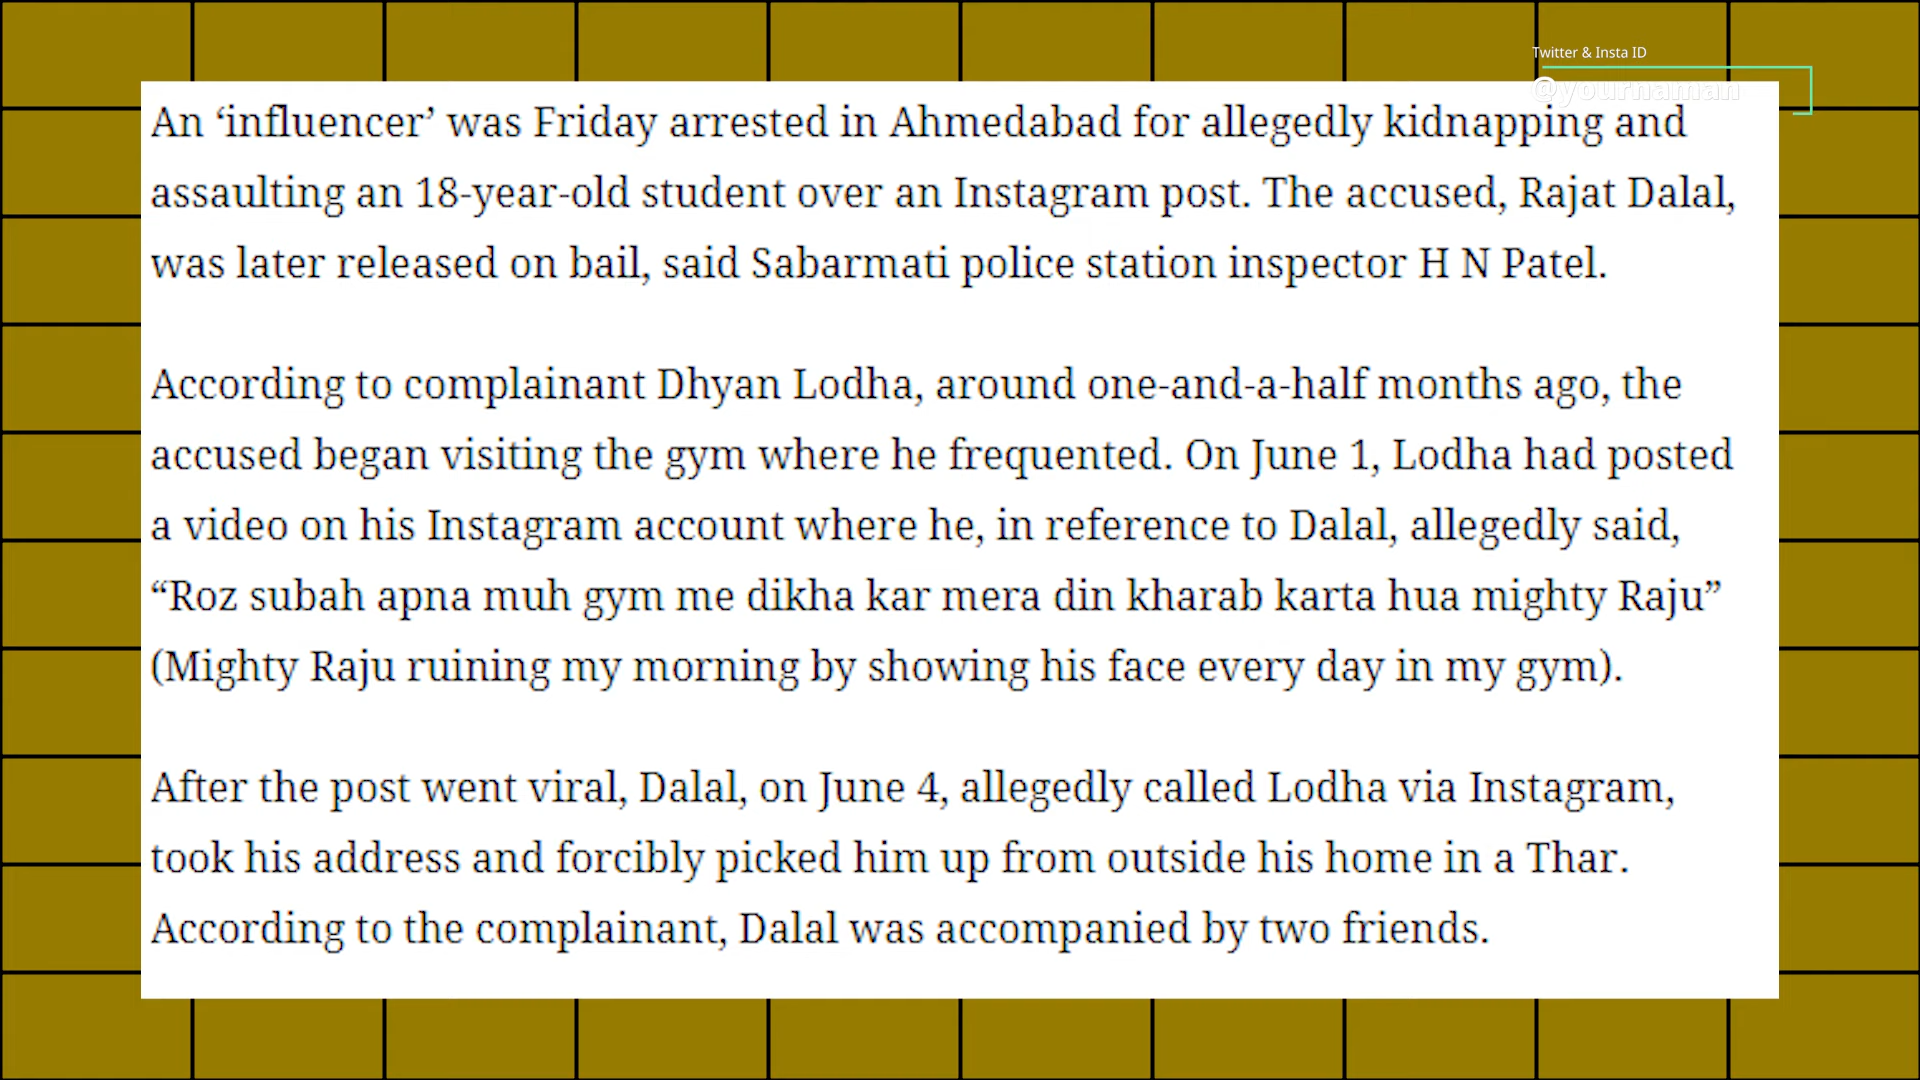 Twitter & Insta ID
@yournaman
An ‘influencer’ was Friday arrested in Ahmedabad for allegedly kidnapping and
assaulting an 18-year-old student over an Instagram post. The accused, Rajat Dalal,
was later released on bail, said Sabarmati police station inspector H N Patel.
According to complainant Dhyan Lodha, around one-and-a-half months ago, the
accused began visiting the gym where he frequented. On June 1, Lodha had posted
a video on his Instagram account where he, in reference to Dalal, allegedly said,
“Roz subah apna muh gym me dikha kar mera din kharab karta hua mighty Raju”
(Mighty Raju ruining my morning by showing his face every day in my gym).
After the post went viral, Dalal, on June 4, allegedly called Lodha via Instagram,
took his address and forcibly picked him up from outside his home in a Thar.
According to the complainant, Dalal was accompanied by two friends.